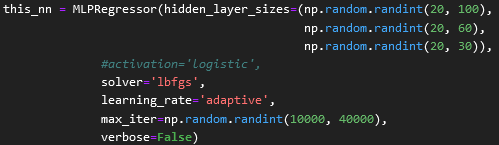 this_nn = MLPRegressor(hidden_layer_sizes=(np.random.randint(20, 100),
np.random.randint(20, 60),
np.random.randint(20, 30)),
#activation='logistic',
solver='lbfgs',
learning_rate='adaptive',
max_iter=np.random.randint(10000, 40000),
verbose=False)